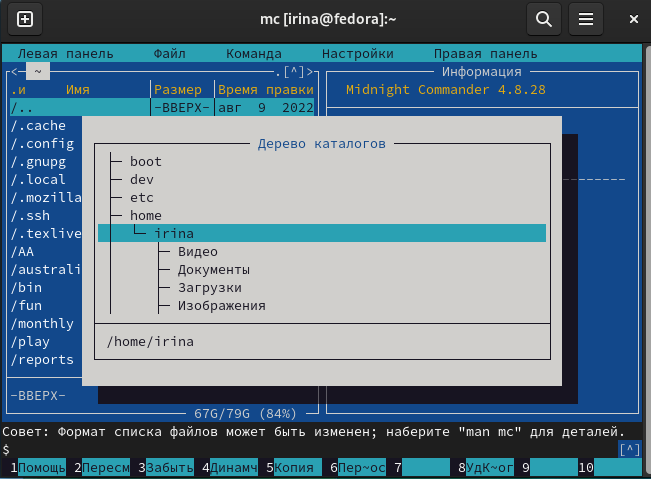 mc [irina@fedora]:~
Левая панель Файл Команда Настройки Правая панель
<- ~ .[^]>
Информация
.и Имя Размер Время правки
Midnight Commander 4.8.28
/.. -ВВЕРХ- авг 9 2022
/.cache
/.config
/.gnupg
/.local
/.mozilla
/.ssh
/.texlive
/AA
/australi
/bin
/fun
/monthly
/play
/reports
Дерево каталогов
boot
dev
etc
home
irina
Видео
Документы
Загрузки
Изображения
/home/irina
-ВВЕРХ-
67G/79G (84%)
Совет: Формат списка файлов может быть изменен; наберите "man mc" для деталей.
$ [^]
1Помощь 2Пересм 3Забыть 4Динамч 5Копия 6Пер~ос 7 8УдК~ог 9 10